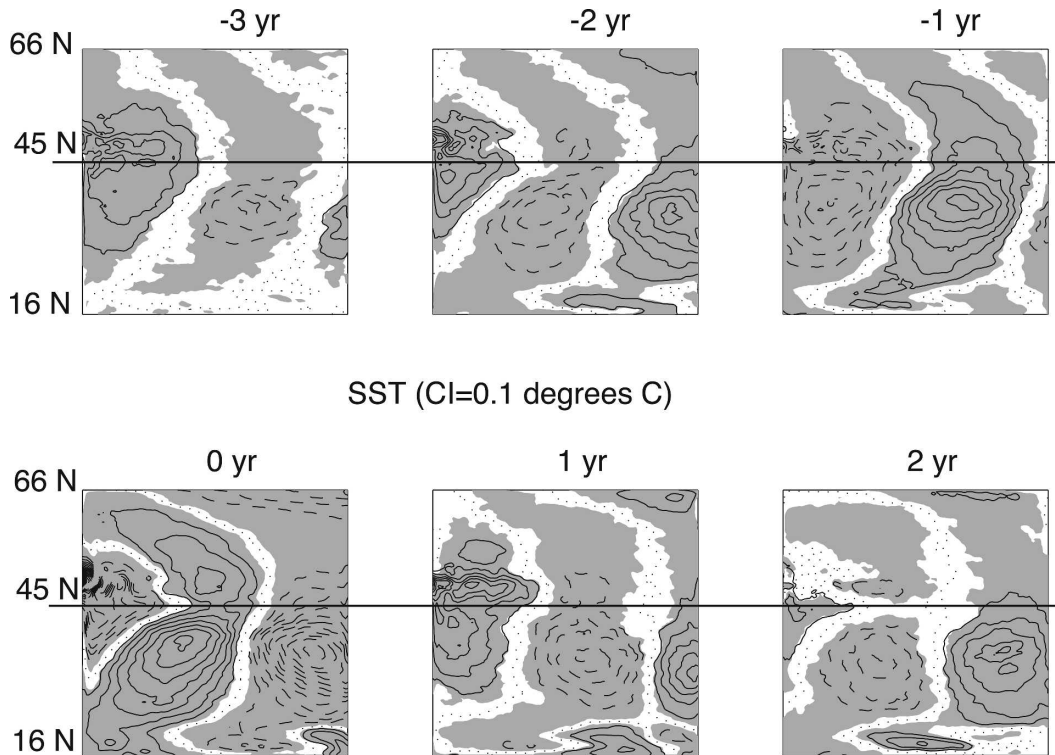 -3 yr -2 yr -1 yr
66 N
45 N
16 N
SST (CI=0.1 degrees C)
0 yr 1 yr 2 yr
66 N
45 N
16 N